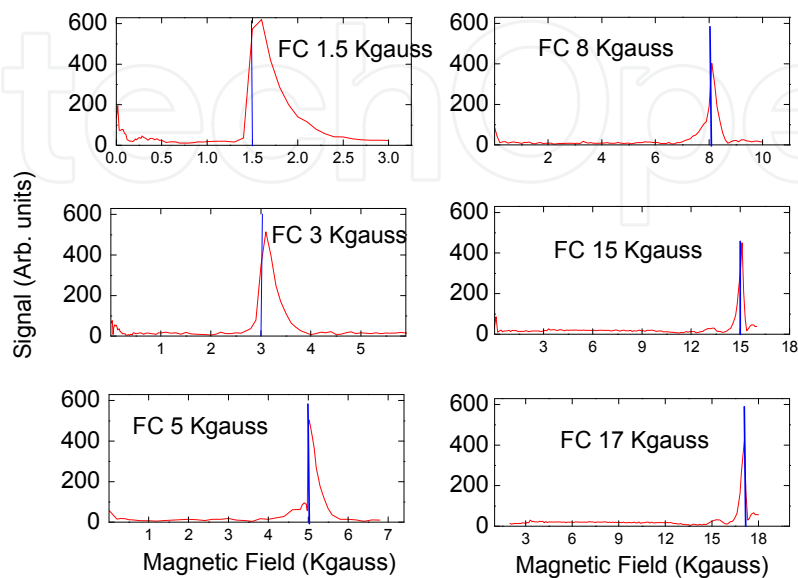 FC 1.5 Kgauss
600
400
200
0
0.0 0.5 1.0 1.5 2.0 2.5 3.0
FC 8 Kgauss
600
400
200
0
2 4 6 8 10
Signal (Arb. units)
FC 3 Kgauss
600
400
200
0
1 2 3 4 5
FC 15 Kgauss
600
400
200
0
3 6 9 12 15 18
FC 5 Kgauss
600
400
200
0
1 2 3 4 5 6 7
Magnetic Field (Kgauss)
FC 17 Kgauss
600
400
200
0
3 6 9 12 15 18
Magnetic Field (Kgauss)
techOpe